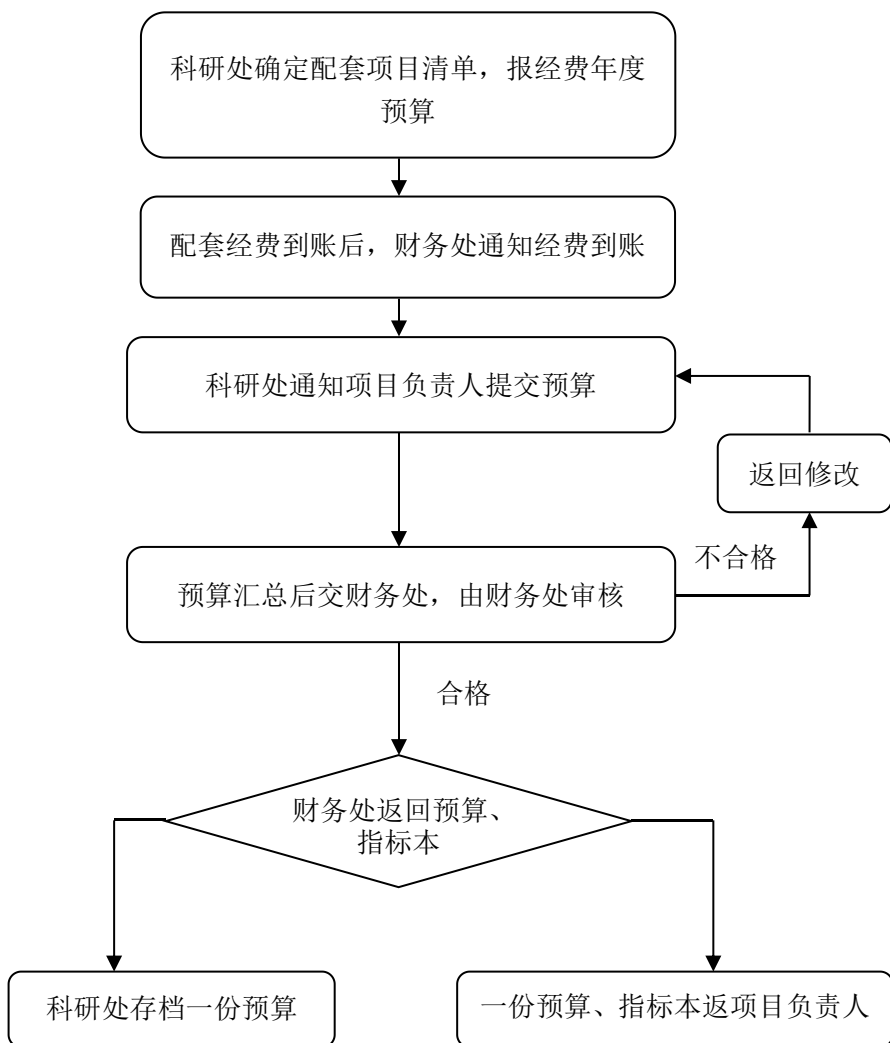 科研处确定配套项目清单，报经费年度
预算
配套经费到账后，财务处通知经费到账
科研处通知项目负责人提交预算
返回修改
不合格
预算汇总后交财务处，由财务处审核
合格
财务处返回预算、
指标本
科研处存档一份预算
一份预算、指标本返项目负责人